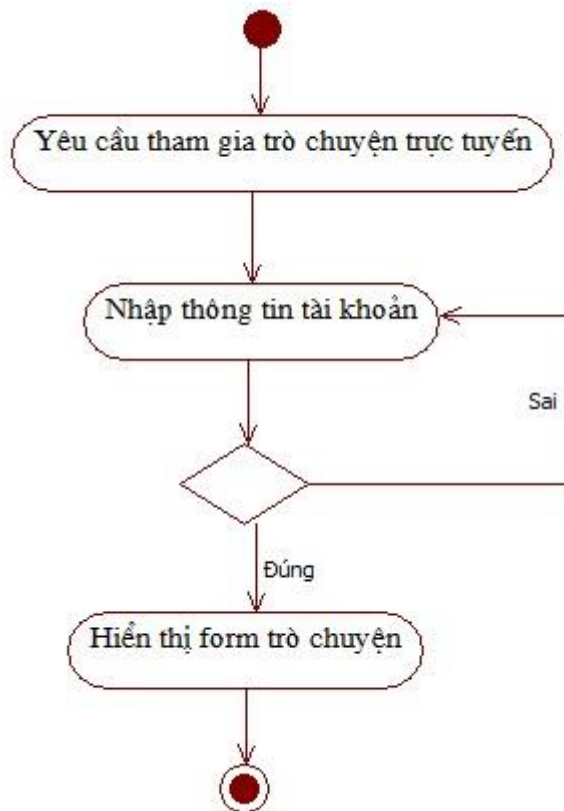 Yêu cầu tham gia trò chuyện trực tuyến
Nhập thông tin tài khoản
Sai
Đúng
Hiển thị form trò chuyện